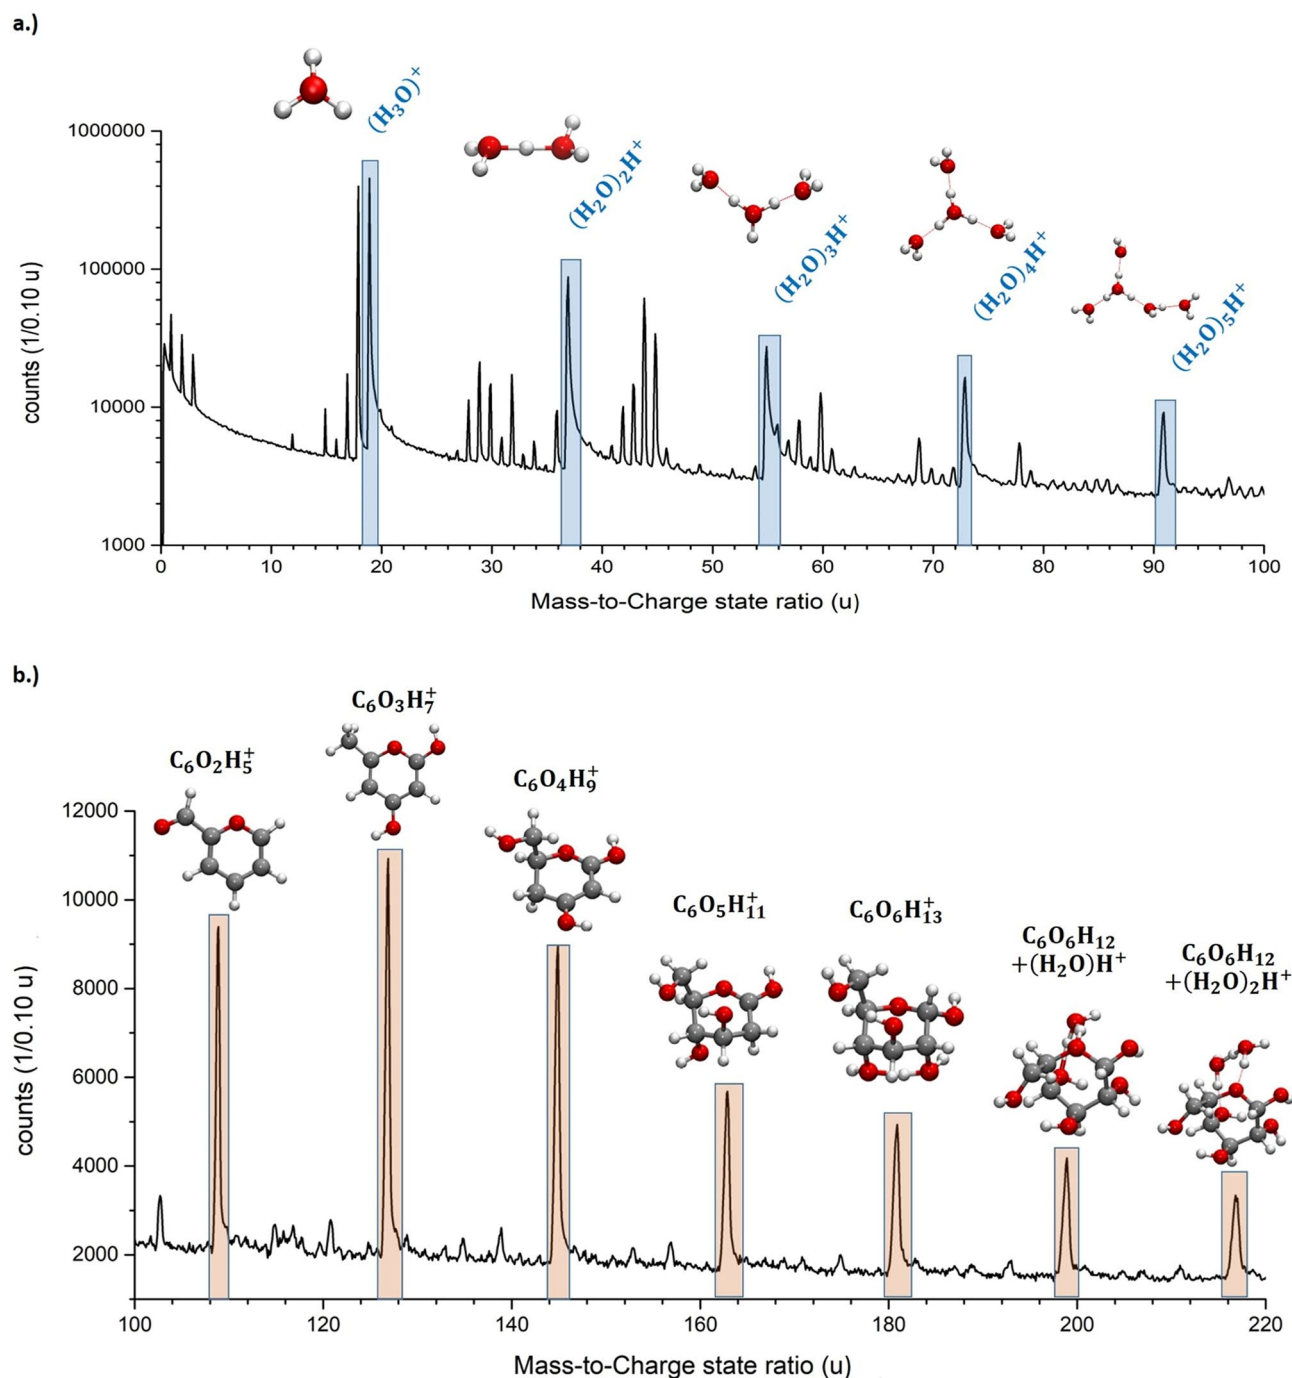 a.)
(H₃O)⁺
(H₂O)₂H⁺
(H₂O)₃H⁺
(H₂O)₄H⁺
(H₂O)₅H⁺
1000000
100000
10000
1000
counts (1/0.10 u)
0 10 20 30 40 50 60 70 80 90 100
Mass-to-Charge state ratio (u)
b.)
C₆O₂H₅⁺
C₆O₃H₇⁺
C₆O₄H₉⁺
C₆O₅H₁₁⁺
C₆O₆H₁₃⁺
C₆O₆H₁₂
+(H₂O)H⁺
C₆O₆H₁₂
+(H₂O)₂H⁺
12000
10000
8000
6000
4000
2000
counts (1/0.10 u)
100 120 140 160 180 200 220
Mass-to-Charge state ratio (u)